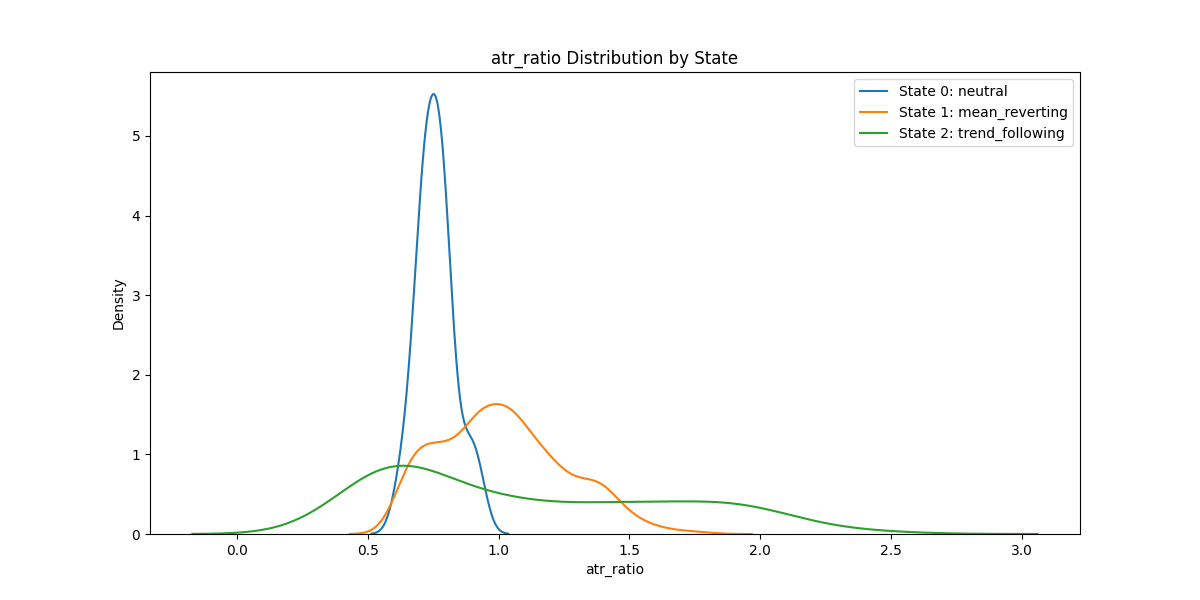 atr_ratio Distribution by State
State 0: neutral
State 1: mean_reverting
State 2: trend_following
Density
5
4
3
2
1
0
0.0 0.5 1.0 1.5 2.0 2.5 3.0
atr_ratio